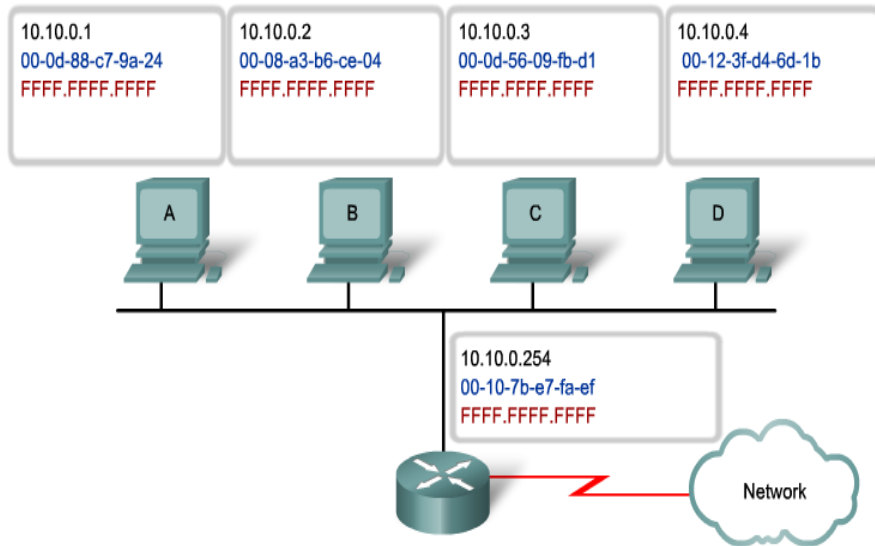 10.10.0.1
00-0d-88-c7-9a-24
FFFF.FFFF.FFFF
10.10.0.2
00-08-a3-b6-ce-04
FFFF.FFFF.FFFF
10.10.0.3
00-0d-56-09-fb-d1
FFFF.FFFF.FFFF
10.10.0.4
00-12-3f-d4-6d-1b
FFFF.FFFF.FFFF
A
B
C
D
10.10.0.254
00-10-7b-e7-fa-ef
FFFF.FFFF.FFFF
Network